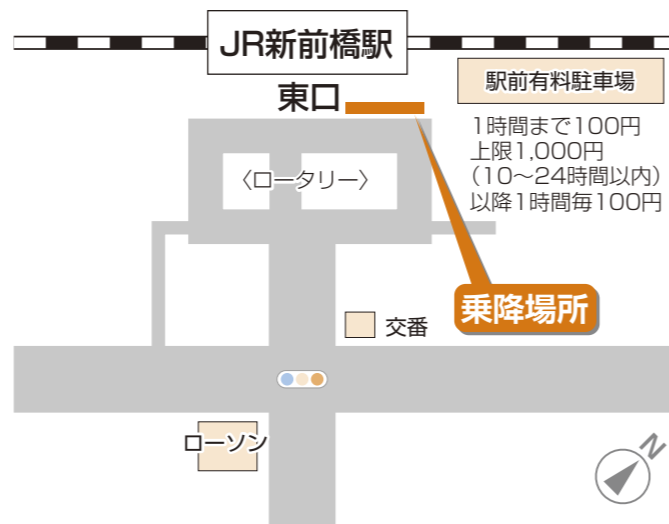 JR新前橋駅
東口
駅前有料駐車場
1時間まで100円
上限1,000円
（10〜24時間以内）
以降1時間毎100円
〈ロータリー〉
乗降場所
交番
ローソン
N